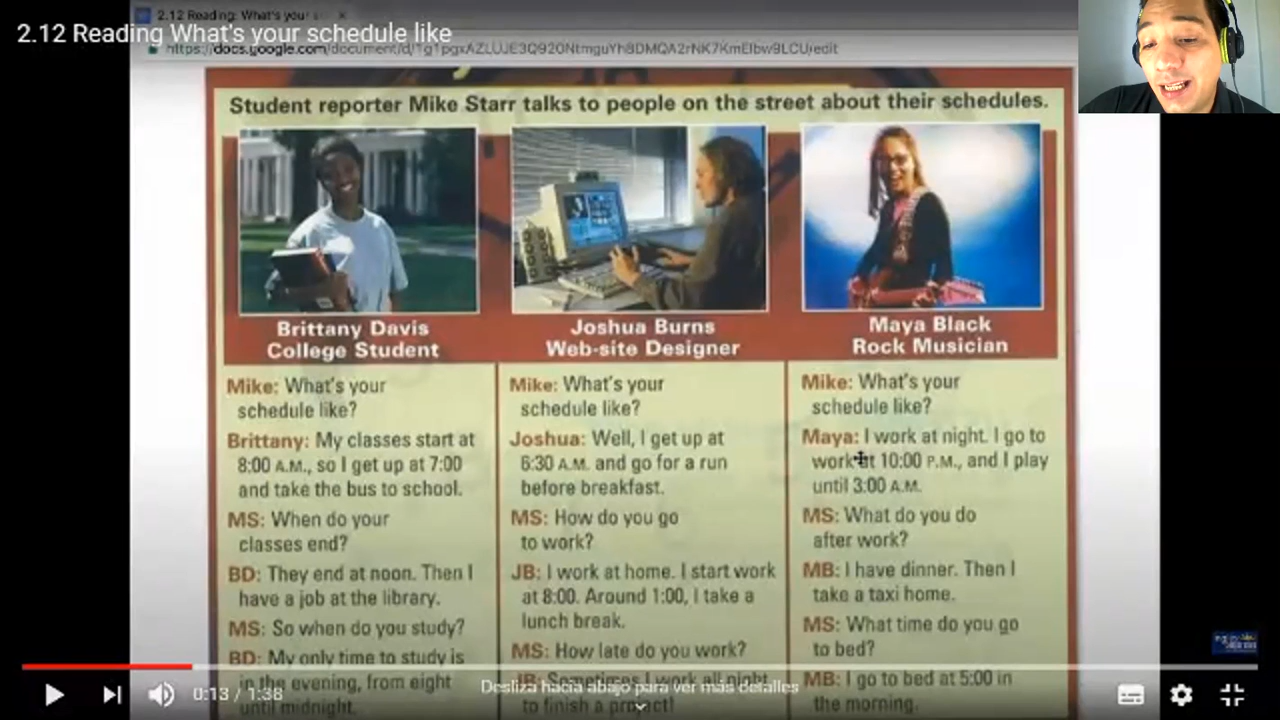 2.12 Reading: What's your
2.12 Reading What's your schedule like
Student reporter Mike Starr talks to people on the street about their schedules.
Brittany Davis
College Student
Mike: What's your
schedule like?
Brittany: My classes start at
8:00 A.M., so I get up at 7:00
and take the bus to school.
MS: When do your
classes end?
BD: They end at noon. Then I
have a job at the library.
MS: So when do you study?
BD: My only time to study is
in the evening, from eight
until midnight.
Joshua Burns
Web-site Designer
Mike: What's your
schedule like?
Joshua: Well, I get up at
6:30 A.M. and go for a run
before breakfast.
MS: How do you go
to work?
JB: I work at home. I start work
at 8:00. Around 1:00, I take a
lunch break.
MS: How late do you work?
JB: Sometimes I work all night
to finish a project!
Maya Black
Rock Musician
Mike: What's your
schedule like?
Maya: I work at night. I go to
work at 10:00 P.M., and I play
until 3:00 A.M.
MS: What do you do
after work?
MB: I have dinner. Then I
take a taxi home.
MS: What time do you go
to bed?
MB: I go to bed at 5:00 in
the morning.
0:13 / 1:38
Desliza hacia abajo para ver más detalles